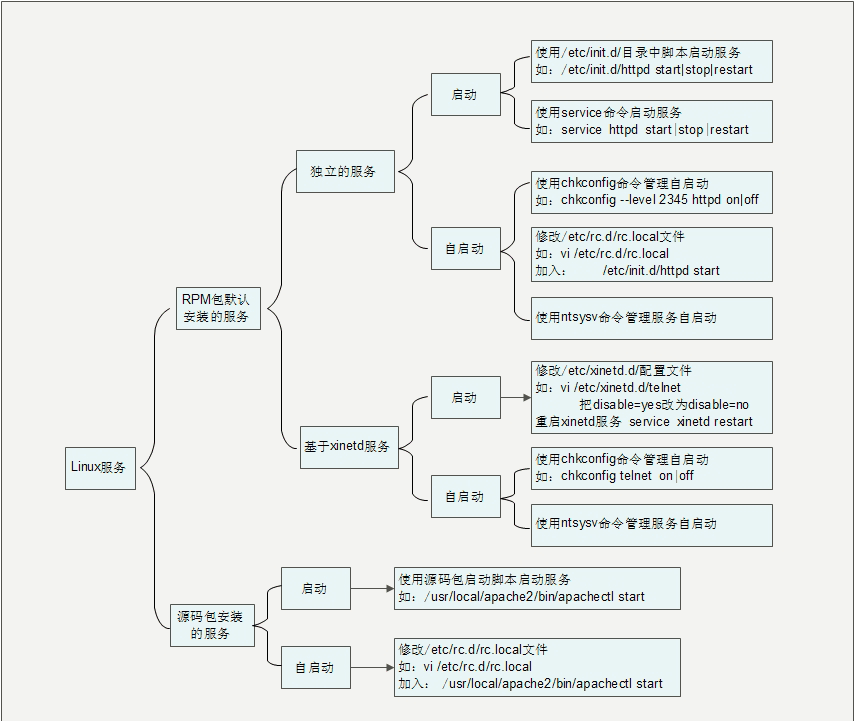 Linux服务
RPM包默认
安装的服务
独立的服务
启动
使用/etc/init.d/目录中脚本启动服务
如：/etc/init.d/httpd start|stop|restart
使用service命令启动服务
如：service httpd start|stop|restart
自启动
使用chkconfig命令管理自启动
如：chkconfig --level 2345 httpd on|off
修改/etc/rc.d/rc.local文件
如：vi /etc/rc.d/rc.local
加入： /etc/init.d/httpd start
使用ntsysv命令管理服务自启动
基于xinetd服务
启动
修改/etc/xinetd.d/配置文件
如：vi /etc/xinetd.d/telnet
把disable=yes改为disable=no
重启xinetd服务 service xinetd restart
自启动
使用chkconfig命令管理自启动
如：chkconfig telnet on|off
使用ntsysv命令管理服务自启动
源码包安装
的服务
启动
使用源码包启动脚本启动服务
如：/usr/local/apache2/bin/apachectl start
自启动
修改/etc/rc.d/rc.local文件
如：vi /etc/rc.d/rc.local
加入： /usr/local/apache2/bin/apachectl start